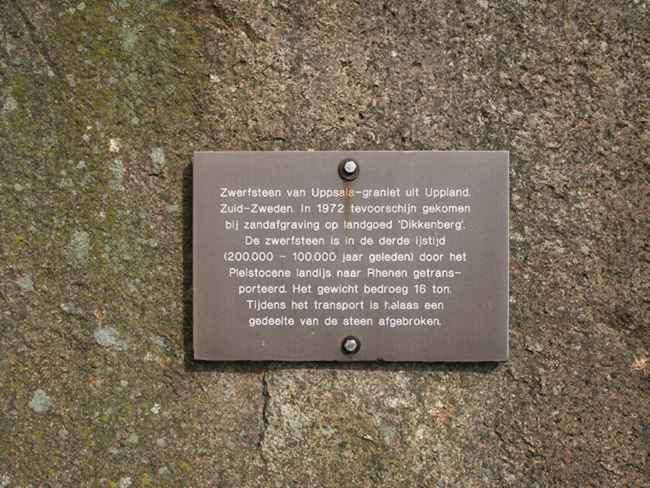 Zwerfsteen van Uppsala-graniet uit Uppland,
Zuid-Zweden. In 1972 tevoorschijn gekomen
bij zandafgraving op landgoed 'Dikkenberg'.
De zwerfsteen is in de derde ijstijd
(200.000 - 100.000 jaar geleden) door het
Pleistocene landijs naar Rhenen getrans-
porteerd. Het gewicht bedroeg 16 ton.
Tijdens het transport is helaas een
gedeelte van de steen afgebroken.